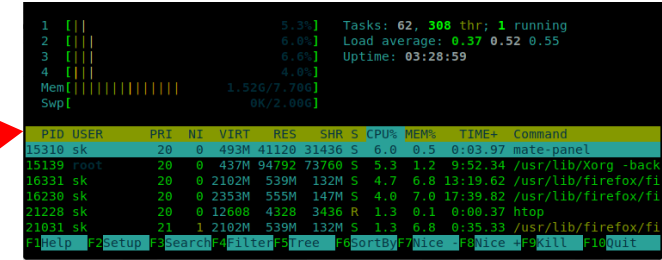 1 [|| 5.3%] Tasks: 62, 308 thr; 1 running
2 [||| 6.0%] Load average: 0.37 0.52 0.55
3 [||| 6.6%] Uptime: 03:28:59
4 [||| 4.0%]
Mem[|||||||||||||| 1.52G/7.70G]
Swp[ 0K/2.00G]
PID USER PRI NI VIRT RES SHR S CPU% MEM% TIME+ Command
15310 sk 20 0 493M 41120 31436 S 6.0 0.5 0:03.97 mate-panel
15139 root 20 0 437M 94792 73760 S 5.3 1.2 9:52.34 /usr/lib/Xorg -back
16331 sk 20 0 2102M 539M 132M S 4.7 6.8 13:19.62 /usr/lib/firefox/fi
16230 sk 20 0 2353M 555M 147M S 4.0 7.0 17:39.82 /usr/lib/firefox/fi
21228 sk 20 0 12608 4328 3436 R 1.3 0.1 0:00.37 htop
21031 sk 21 1 2102M 539M 132M S 1.3 6.8 0:35.33 /usr/lib/firefox/fi
F1Help F2Setup F3SearchF4FilterF5Tree F6SortByF7Nice -F8Nice +F9Kill F10Quit